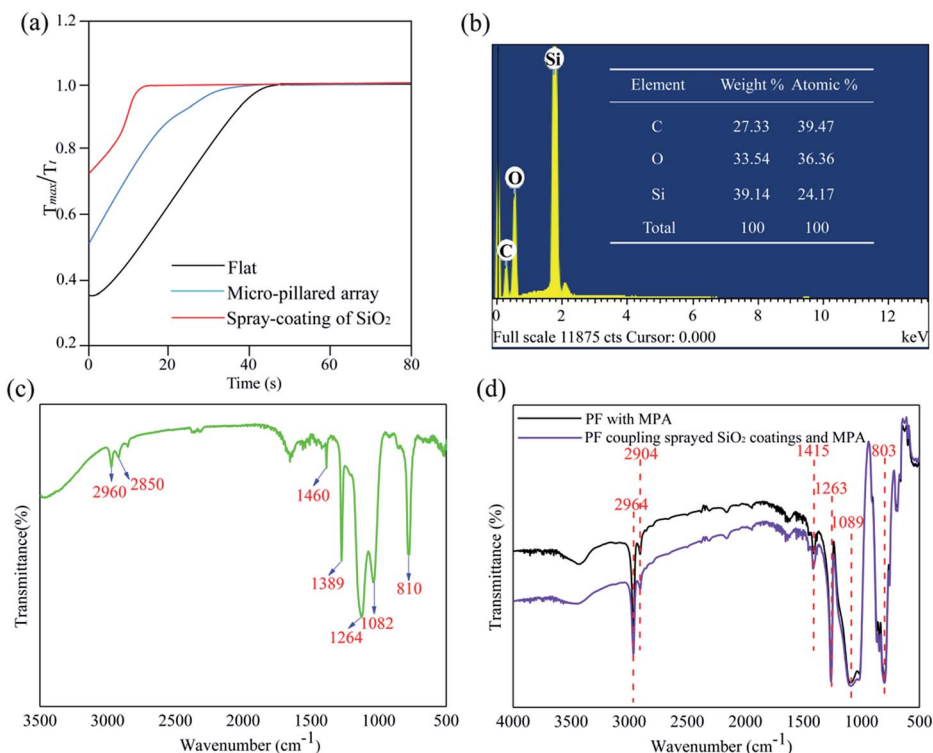 (a)
1.2
1.0
0.8
0.6
0.4
0.2
Tmax/Tt
Flat
Micro-pillared array
Spray-coating of SiO2
0 20 40 60 80
Time (s)
(b)
Si
O
C
Element Weight % Atomic %
C 27.33 39.47
O 33.54 36.36
Si 39.14 24.17
Total 100 100
0 2 4 6 8 10 12
Full scale 11875 cts Cursor: 0.000 keV
(c)
Transmittance(%)
2960
2850
1460
1389
1264
1082
810
3500 3000 2500 2000 1500 1000 500
Wavenumber (cm-1)
(d)
Transmittance (%)
PF with MPA
PF coupling sprayed SiO2 coatings and MPA
2904
2964
1415
1263
1089
803
4000 3500 3000 2500 2000 1500 1000 500
Wavenumber (cm-1)